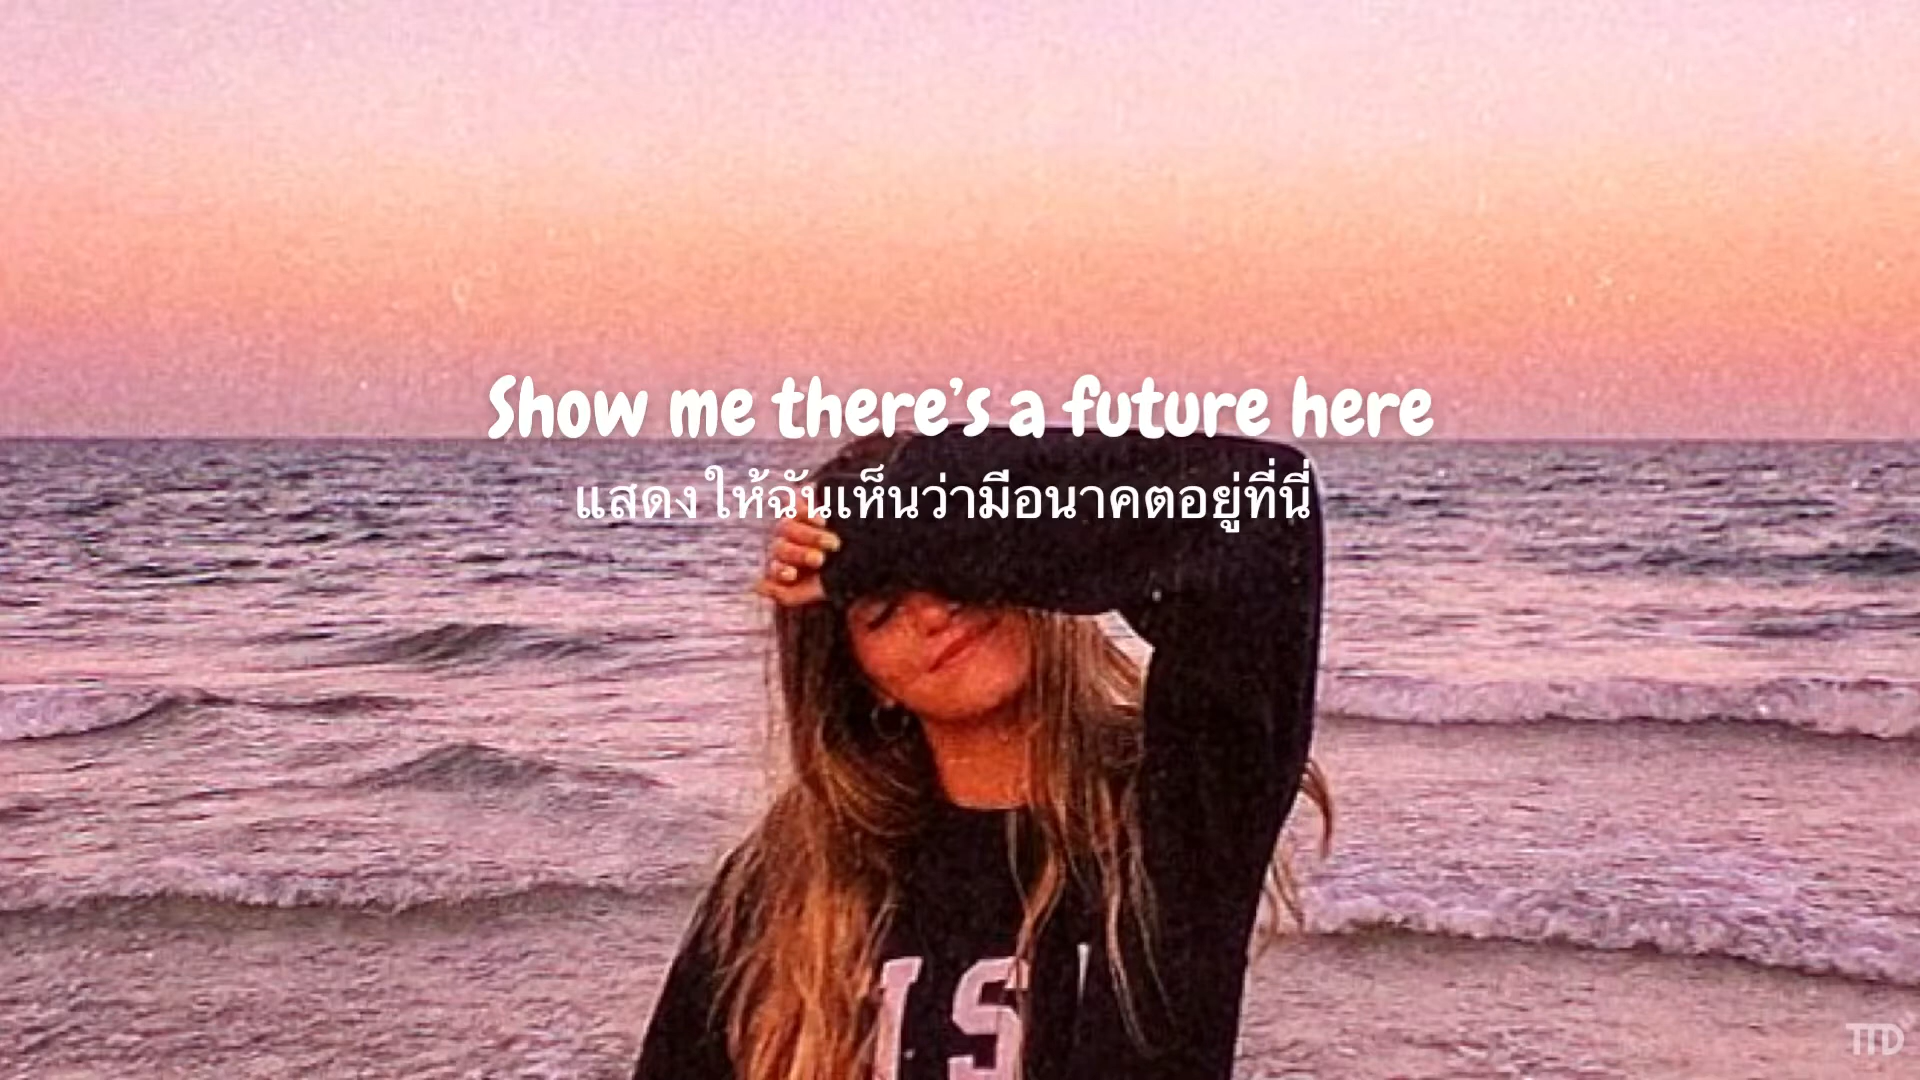 Show me there's a future here
แสดงให้ฉันเห็นว่ามีอนาคตอยู่ที่นี่
IS
TTD